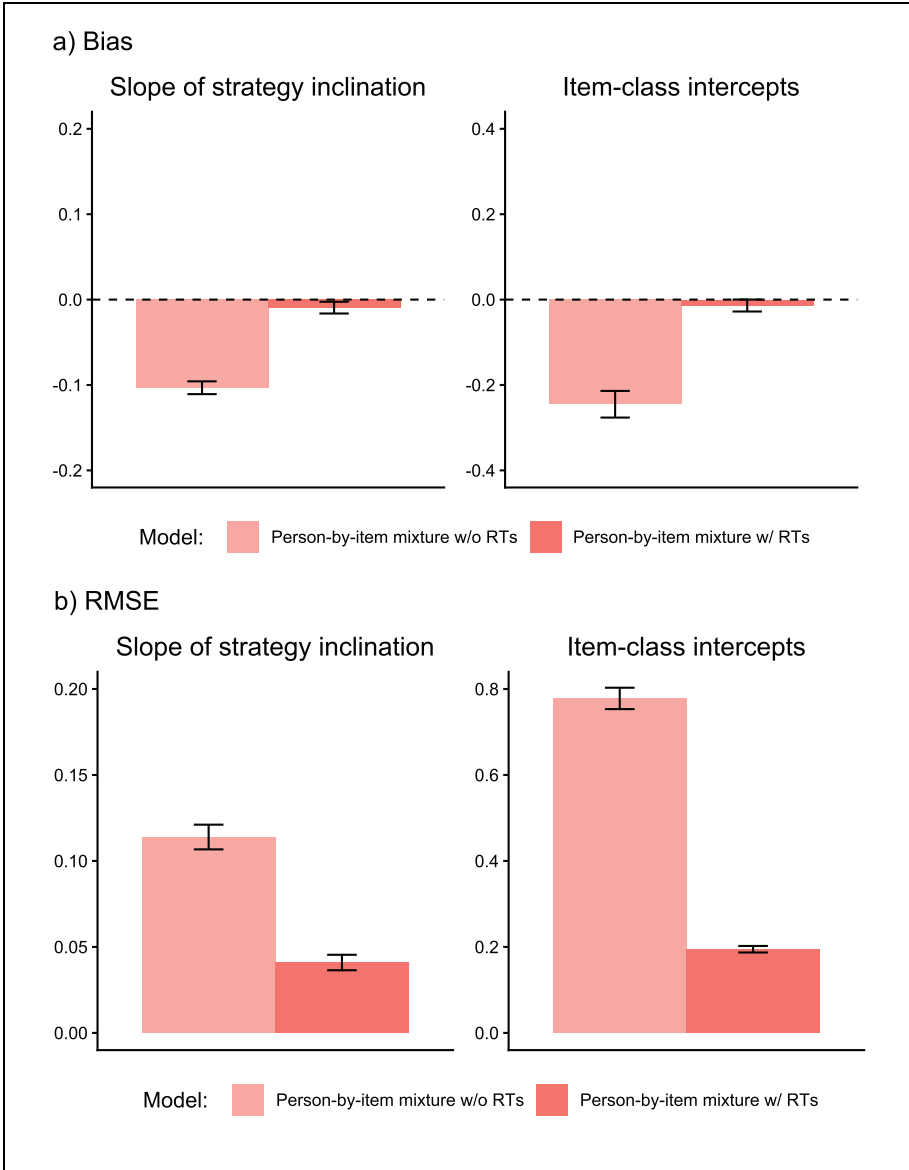 a) Bias
Slope of strategy inclination
Item-class intercepts
0.2
0.1
0.0
-0.1
-0.2
0.4
0.2
0.0
-0.2
-0.4
Model: Person-by-item mixture w/o RTs Person-by-item mixture w/ RTs
b) RMSE
Slope of strategy inclination
Item-class intercepts
0.20
0.15
0.10
0.05
0.00
0.8
0.6
0.4
0.2
0.0
Model: Person-by-item mixture w/o RTs Person-by-item mixture w/ RTs